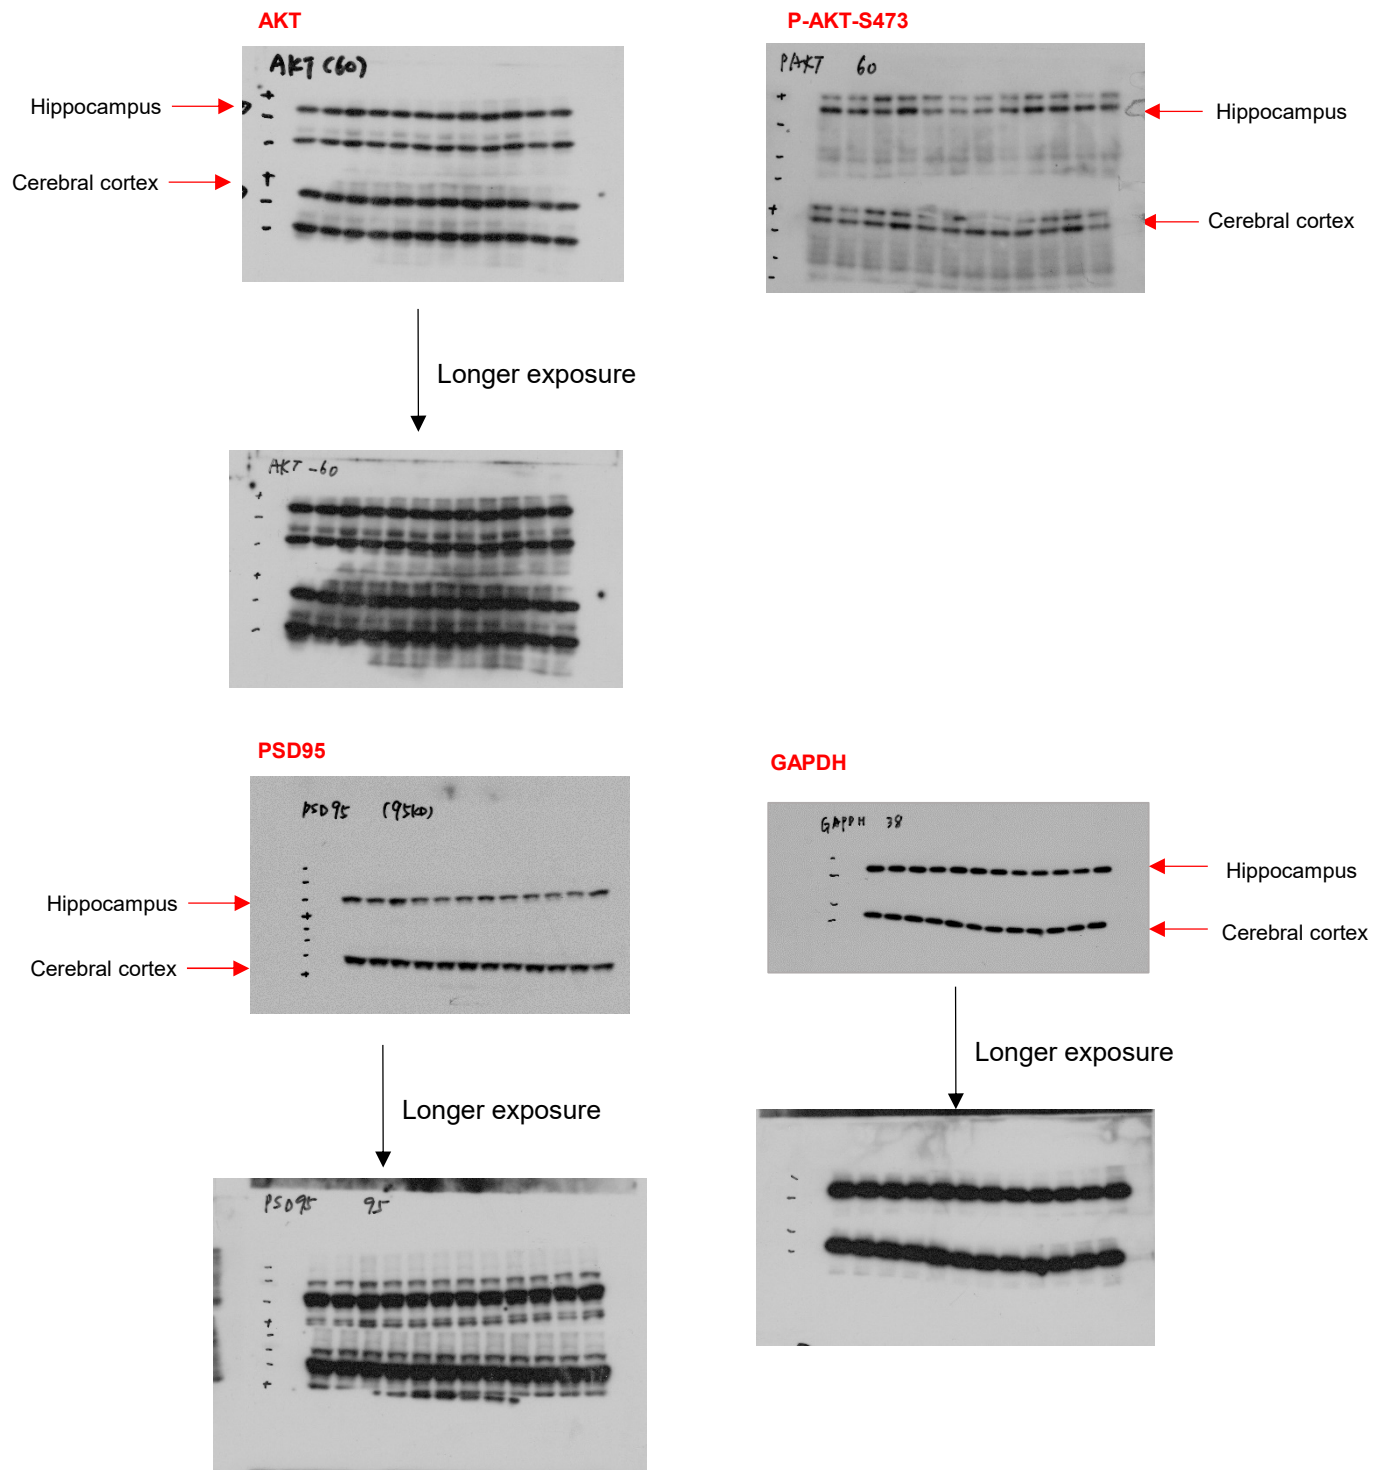 AKT
P-AKT-S473
AKT (60)
PAKT 60
Hippocampus
Hippocampus
Cerebral cortex
Cerebral cortex
Longer exposure
AKT -60
PSD95
GAPDH
PSD95 (95KD)
GAPDH 38
Hippocampus
Hippocampus
Cerebral cortex
Cerebral cortex
Longer exposure
Longer exposure
PSD95 95